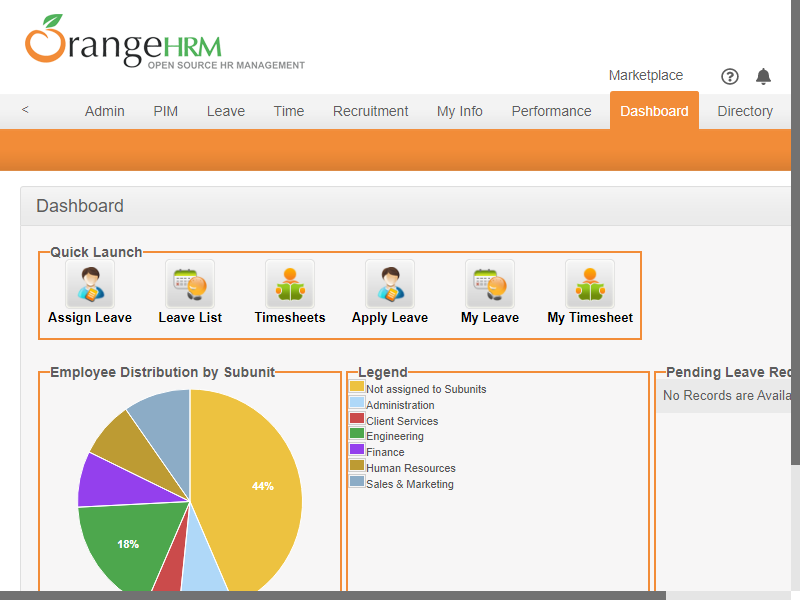 OrangeHRM
OPEN SOURCE HR MANAGEMENT
Marketplace
< Admin PIM Leave Time Recruitment My Info Performance Dashboard Directory
Dashboard
Quick Launch
Assign Leave Leave List Timesheets Apply Leave My Leave My Timesheet
Employee Distribution by Subunit
44%
18%
Legend
Not assigned to Subunits
Administration
Client Services
Engineering
Finance
Human Resources
Sales & Marketing
Pending Leave Req
No Records are Availa